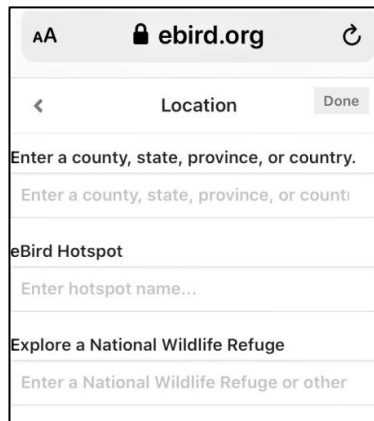 AA ebird.org
Location Done
Enter a county, state, province, or country.
Enter a county, state, province, or count
eBird Hotspot
Enter hotspot name...
Explore a National Wildlife Refuge
Enter a National Wildlife Refuge or other